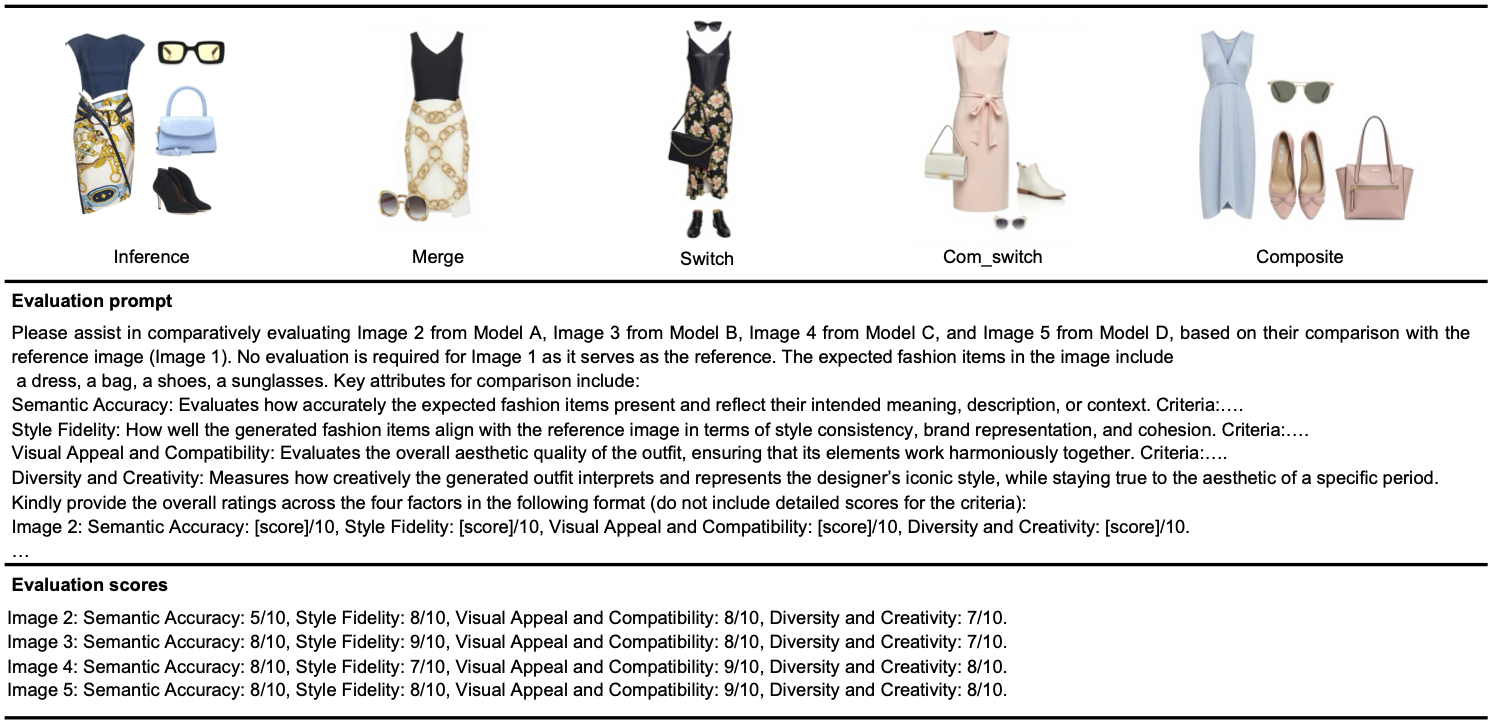 Inference
Merge
Switch
Com_switch
Composite
Evaluation prompt
Please assist in comparatively evaluating Image 2 from Model A, Image 3 from Model B, Image 4 from Model C, and Image 5 from Model D, based on their comparison with the
reference image (Image 1). No evaluation is required for Image 1 as it serves as the reference. The expected fashion items in the image include
a dress, a bag, a shoes, a sunglasses. Key attributes for comparison include:
Semantic Accuracy: Evaluates how accurately the expected fashion items present and reflect their intended meaning, description, or context. Criteria:….
Style Fidelity: How well the generated fashion items align with the reference image in terms of style consistency, brand representation, and cohesion. Criteria:….
Visual Appeal and Compatibility: Evaluates the overall aesthetic quality of the outfit, ensuring that its elements work harmoniously together. Criteria:….
Diversity and Creativity: Measures how creatively the generated outfit interprets and represents the designer’s iconic style, while staying true to the aesthetic of a specific period.
Kindly provide the overall ratings across the four factors in the following format (do not include detailed scores for the criteria):
Image 2: Semantic Accuracy: [score]/10, Style Fidelity: [score]/10, Visual Appeal and Compatibility: [score]/10, Diversity and Creativity: [score]/10.
…
Evaluation scores
Image 2: Semantic Accuracy: 5/10, Style Fidelity: 8/10, Visual Appeal and Compatibility: 8/10, Diversity and Creativity: 7/10.
Image 3: Semantic Accuracy: 8/10, Style Fidelity: 9/10, Visual Appeal and Compatibility: 8/10, Diversity and Creativity: 7/10.
Image 4: Semantic Accuracy: 8/10, Style Fidelity: 7/10, Visual Appeal and Compatibility: 9/10, Diversity and Creativity: 8/10.
Image 5: Semantic Accuracy: 8/10, Style Fidelity: 8/10, Visual Appeal and Compatibility: 9/10, Diversity and Creativity: 8/10.